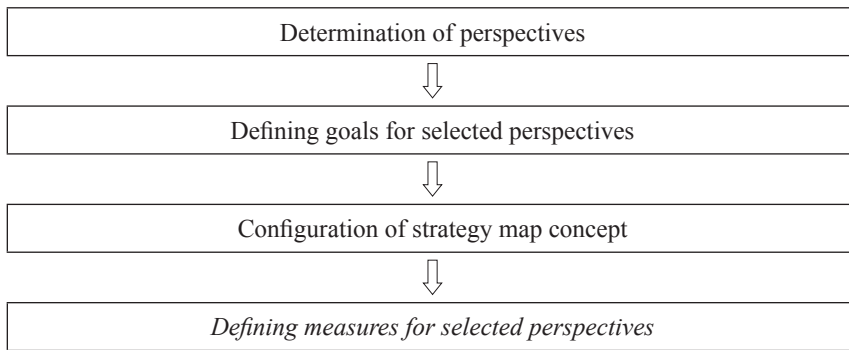 Determination of perspectives
Defining goals for selected perspectives
Configuration of strategy map concept
Defining measures for selected perspectives